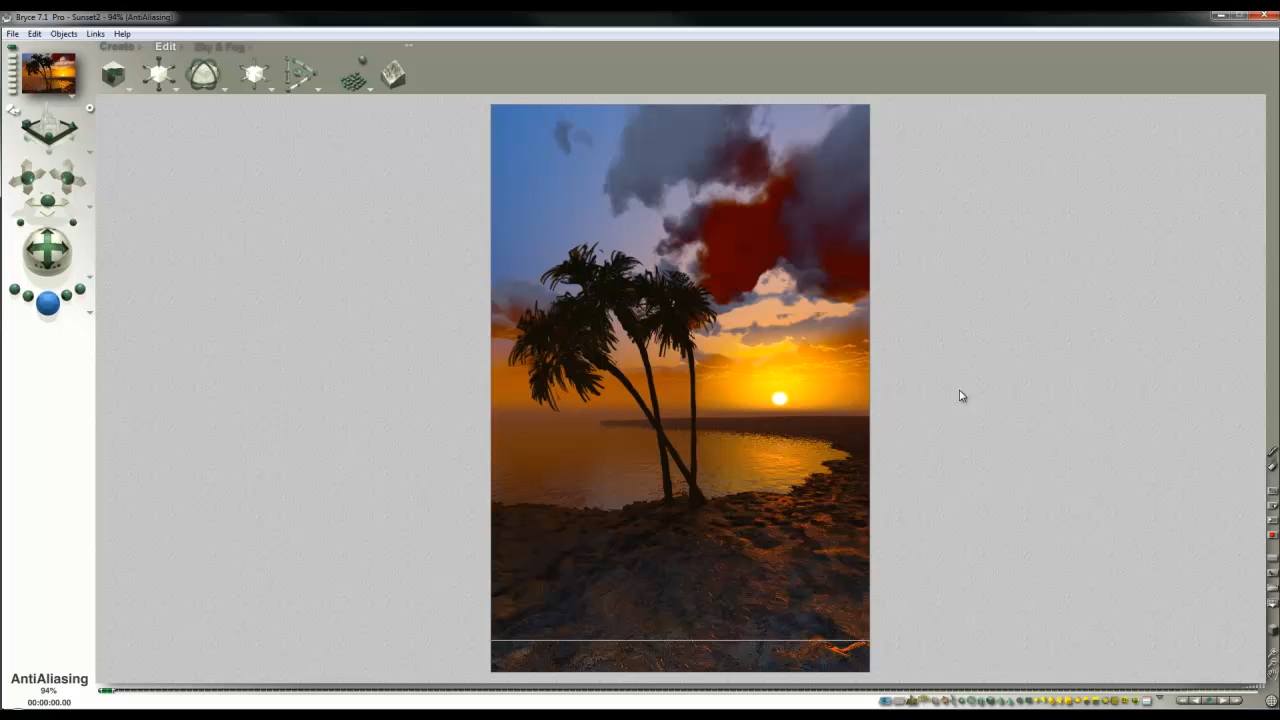 Bryce 7.1 Pro - Sunset2 - 94% (AntiAliasing)
File Edit Objects Links Help
Create Edit Sky & Fog
AntiAliasing
94%
00:00:00.00